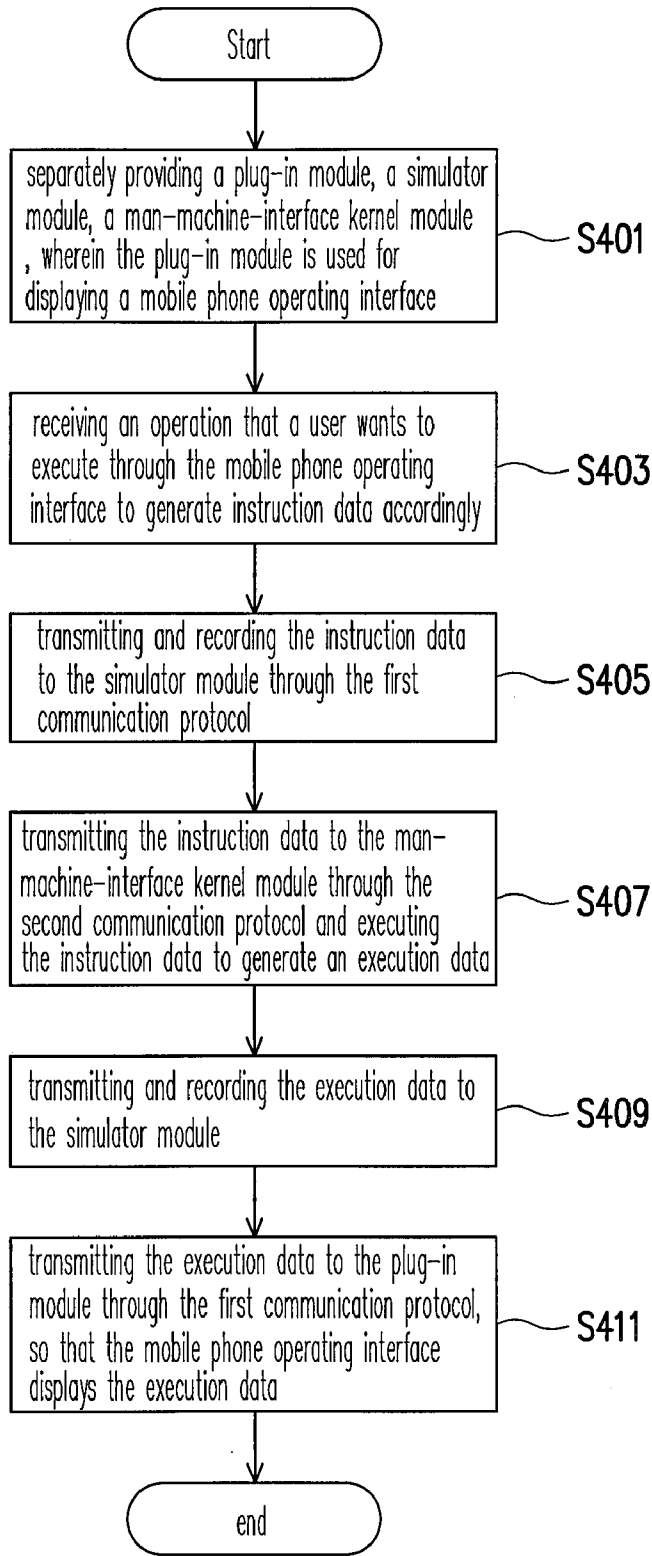 Start
separately providing a plug-in module, a simulator
module, a man-machine-interface kernel module
, wherein the plug-in module is used for
displaying a mobile phone operating interface
S401
receiving an operation that a user wants to
execute through the mobile phone operating
interface to generate instruction data accordingly
S403
transmitting and recording the instruction data
to the simulator module through the first
communication protocol
S405
transmitting the instruction data to the man-
machine-interface kernel module through the
second communication protocol and executing
the instruction data to generate an execution data
S407
transmitting and recording the execution data to
the simulator module
S409
transmitting the execution data to the plug-in
module through the first communication protocol,
so that the mobile phone operating interface
displays the execution data
S411
end